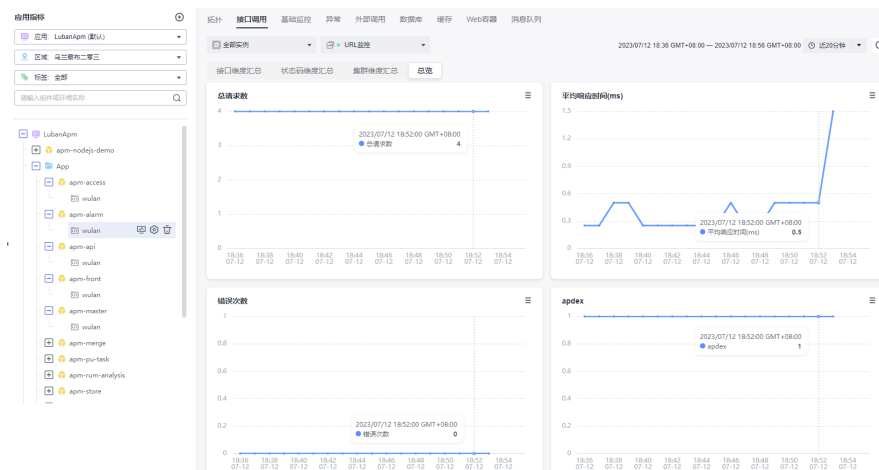 应用指标
应用: LubanApm (默认)
区域: 乌兰察布二零三
标签: 全部
请输入组件或环境名称
LubanApm
apm-nodejs-demo
App
apm-access
wulan
apm-alarm
wulan
apm-api
wulan
apm-front
wulan
apm-master
wulan
apm-merge
apm-pu-task
apm-rum-analysis
apm-store
拓扑 接口调用 基础监控 异常 外部调用 数据库 缓存 Web容器 消息队列
全部实例 URL监控 2023/07/12 18:36 GMT+08:00 — 2023/07/12 18:56 GMT+08:00 近20分钟
接口维度汇总 状态码维度汇总 集群维度汇总 总览
总请求数
4
3
2
1
0
2023/07/12 18:52:00 GMT+08:00
总请求数 4
18:36 18:38 18:40 18:42 18:44 18:46 18:48 18:50 18:52 18:54
07-12 07-12 07-12 07-12 07-12 07-12 07-12 07-12 07-12 07-12
平均响应时间(ms)
1.5
1.2
0.9
0.6
0.3
0
2023/07/12 18:52:00 GMT+08:00
平均响应时间(ms) 0.5
18:36 18:38 18:40 18:42 18:44 18:46 18:48 18:50 18:52 18:54
07-12 07-12 07-12 07-12 07-12 07-12 07-12 07-12 07-12 07-12
错误次数
1
0.8
0.6
0.4
0.2
0
2023/07/12 18:52:00 GMT+08:00
错误次数 0
18:36 18:38 18:40 18:42 18:44 18:46 18:48 18:50 18:52 18:54
07-12 07-12 07-12 07-12 07-12 07-12 07-12 07-12 07-12 07-12
apdex
1
0.8
0.6
0.4
0.2
0
2023/07/12 18:52:00 GMT+08:00
apdex 1
18:36 18:38 18:40 18:42 18:44 18:46 18:48 18:50 18:52 18:54
07-12 07-12 07-12 07-12 07-12 07-12 07-12 07-12 07-12 07-12